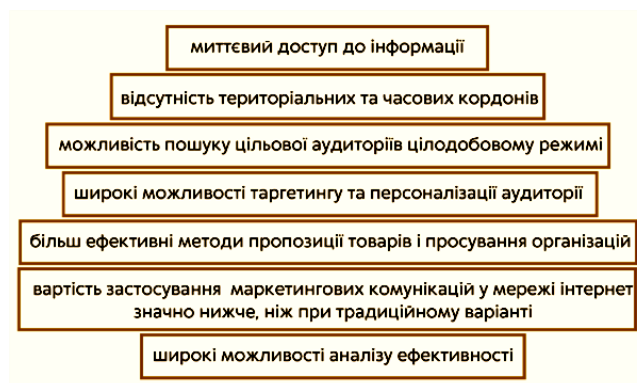 миттєвий доступ до інформації
відсутність територіальних та часових кордонів
можливість пошуку цільової аудиторіїв цілодобовому режимі
широкі можливості таргетингу та персоналізації аудиторії
більш ефективні методи пропозиції товарів і просування організацій
вартість застосування маркетингових комунікацій у мережі інтернет
значно нижче, ніж при традиційному варіанті
широкі можливості аналізу ефективності